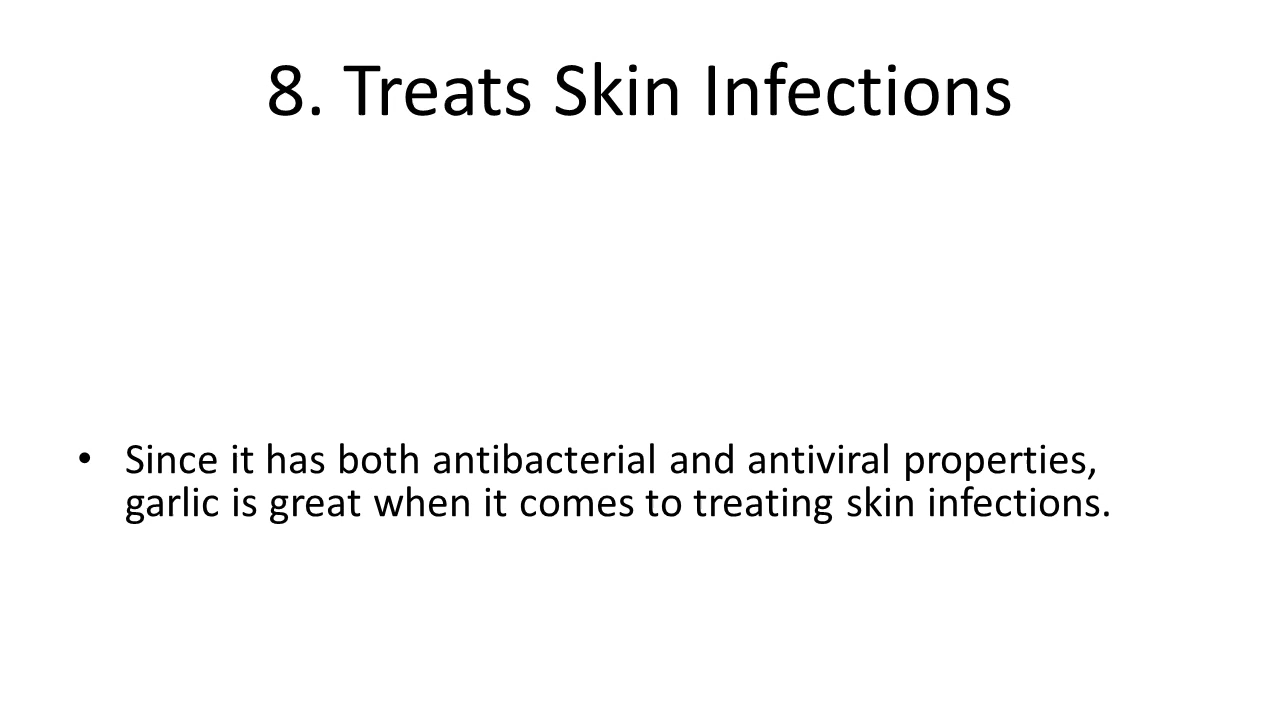 8. Treats Skin Infections
• Since it has both antibacterial and antiviral properties,
garlic is great when it comes to treating skin infections.